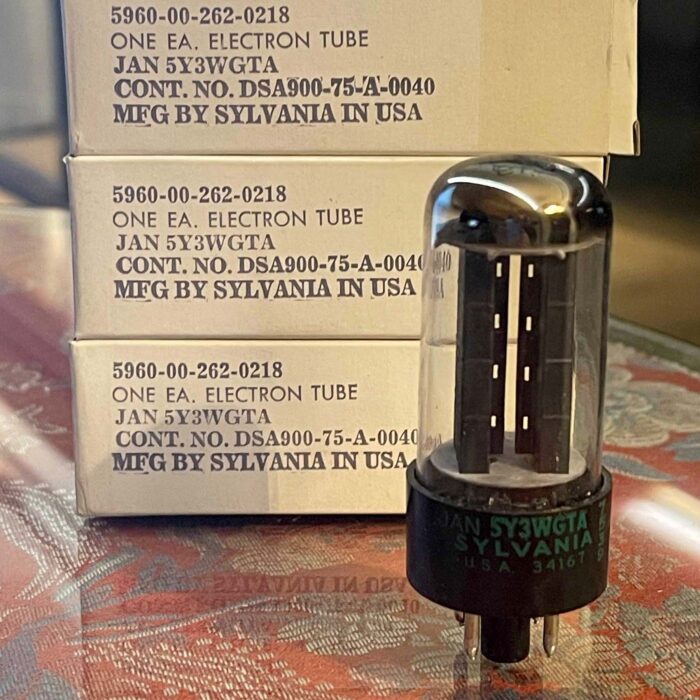 5960-00-262-0218
ONE EA. ELECTRON TUBE
JAN 5Y3WGTA
CONT. NO. DSA900-75-A-0040
MFG BY SYLVANIA IN USA
5960-00-262-0218
ONE EA. ELECTRON TUBE
JAN 5Y3WGTA
CONT. NO. DSA900-75-A-0040
MFG BY SYLVANIA IN USA
5960-00-262-0218
ONE EA. ELECTRON TUBE
JAN 5Y3WGTA
CONT. NO. DSA900-75-A-0040
MFG BY SYLVANIA IN USA
JAN 5Y3WGTA
SYLVANIA
U.S.A. 34167